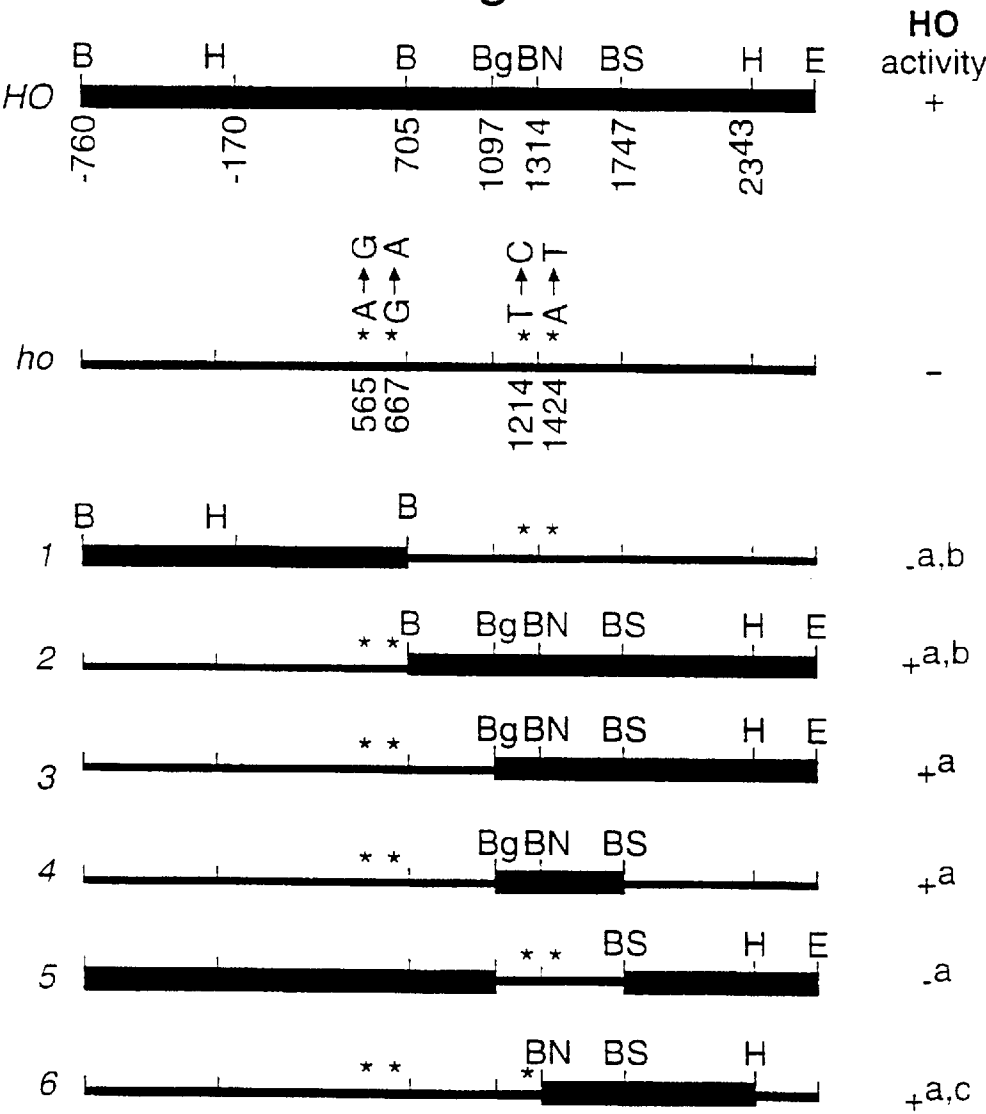 g
HO
activity
B H B BgBN BS H E
HO +
-760 -170 705 1097 1314 1747 2343
A→G G→A T→C A→T
* * * *
ho -
565 667 1214 1424
B H B * *
1 -a,b
* * B BgBN BS H E
2 +a,b
* * BgBN BS H E
3 +a
* * BgBN BS
4 +a
* * BS H E
5 -a
* * * BN BS H
6 +a,c